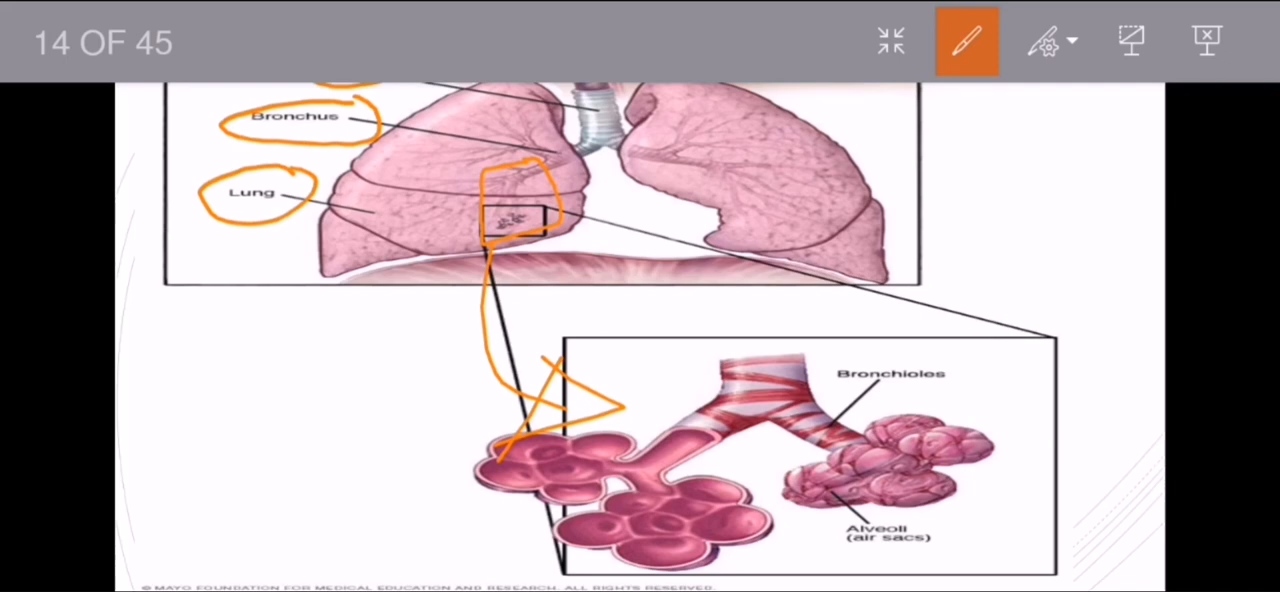 14 OF 45
Bronchus
Lung
Bronchioles
Alveoli
(air sacs)
© MAYO FOUNDATION FOR MEDICAL EDUCATION AND RESEARCH. ALL RIGHTS RESERVED.